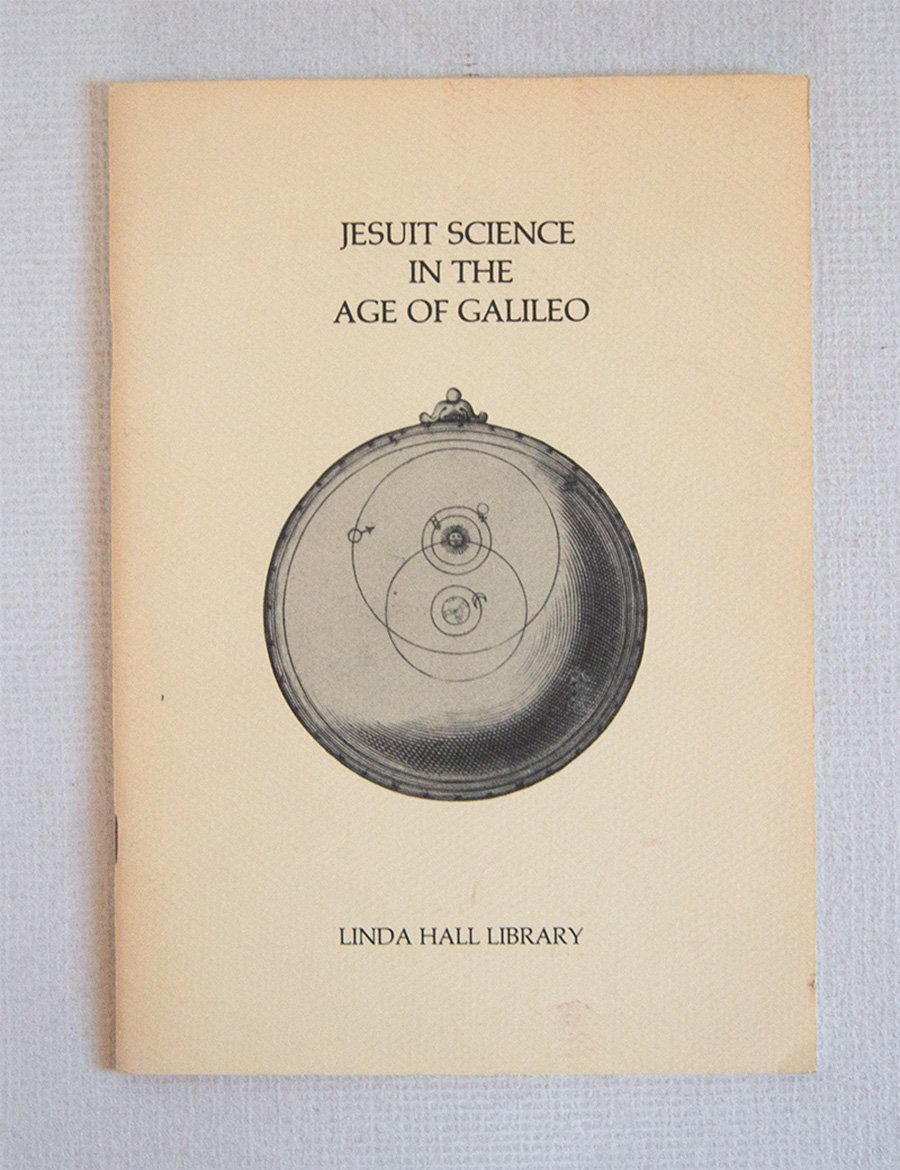 JESUIT SCIENCE
IN THE
AGE OF GALILEO
LINDA HALL LIBRARY